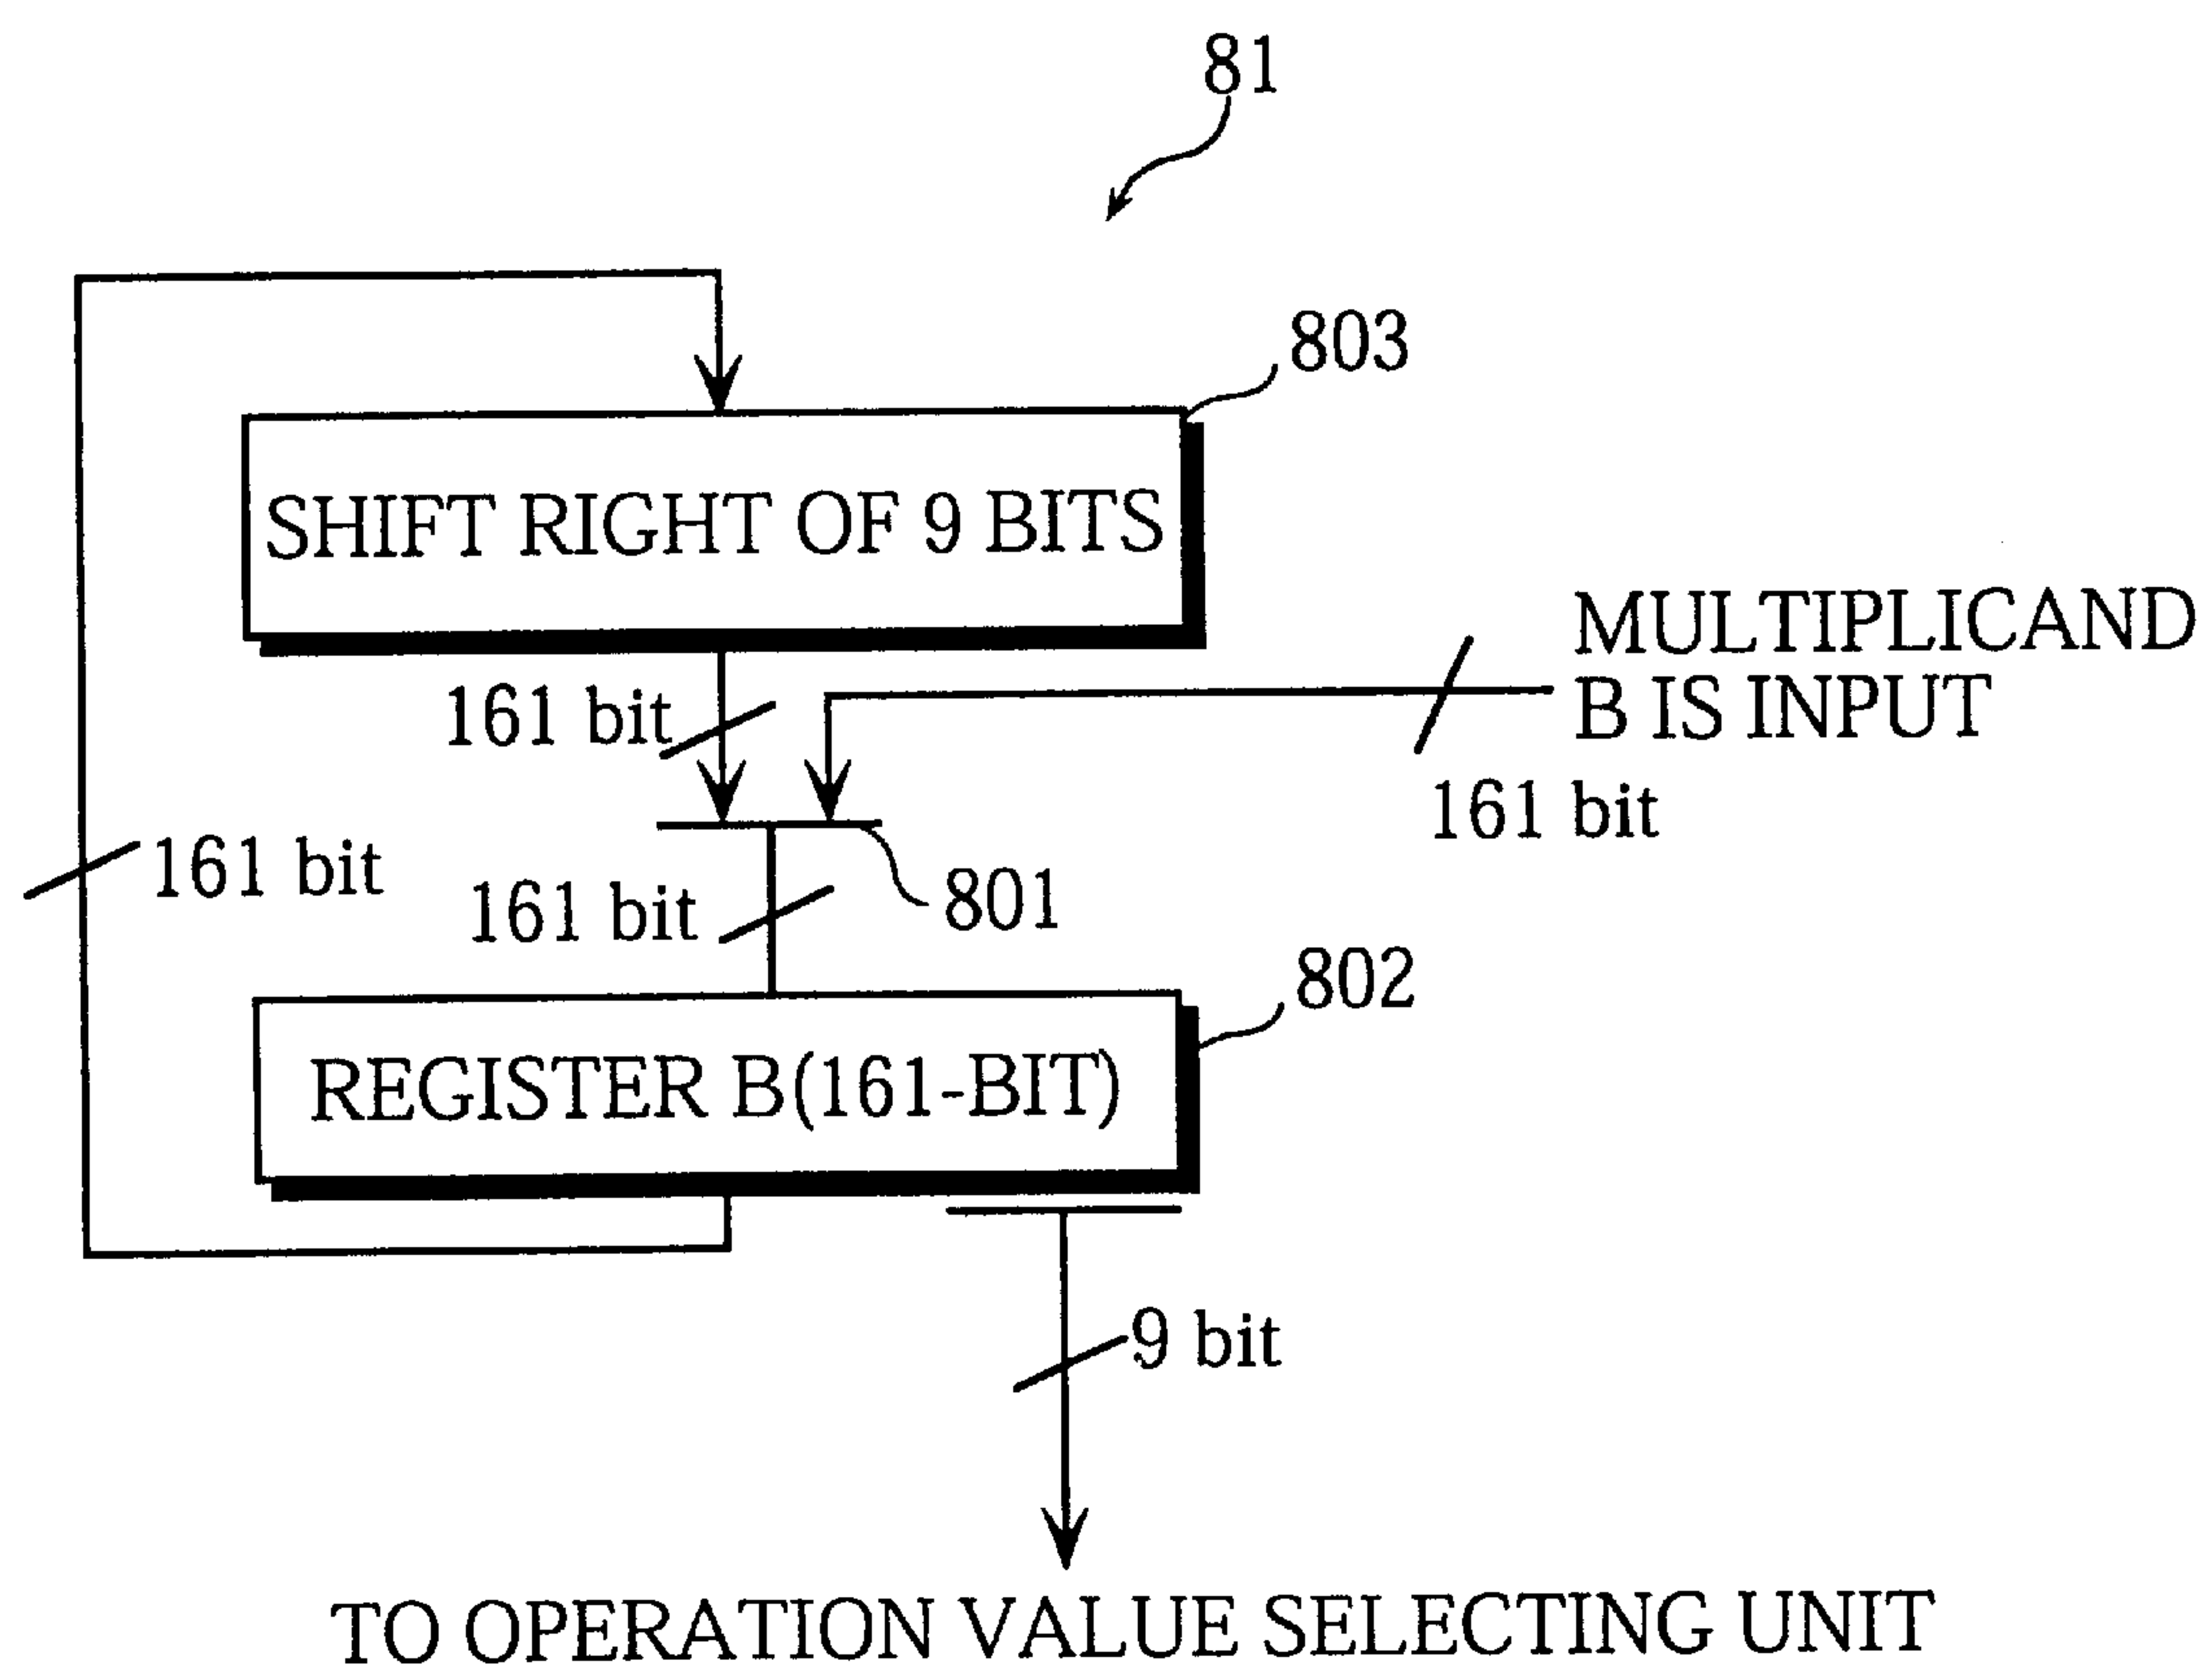 81
803
SHIFT RIGHT OF 9 BITS
MULTIPLICAND
B IS INPUT
161 bit
161 bit
161 bit
161 bit
801
802
REGISTER B(161-BIT)
9 bit
TO OPERATION VALUE SELECTING UNIT